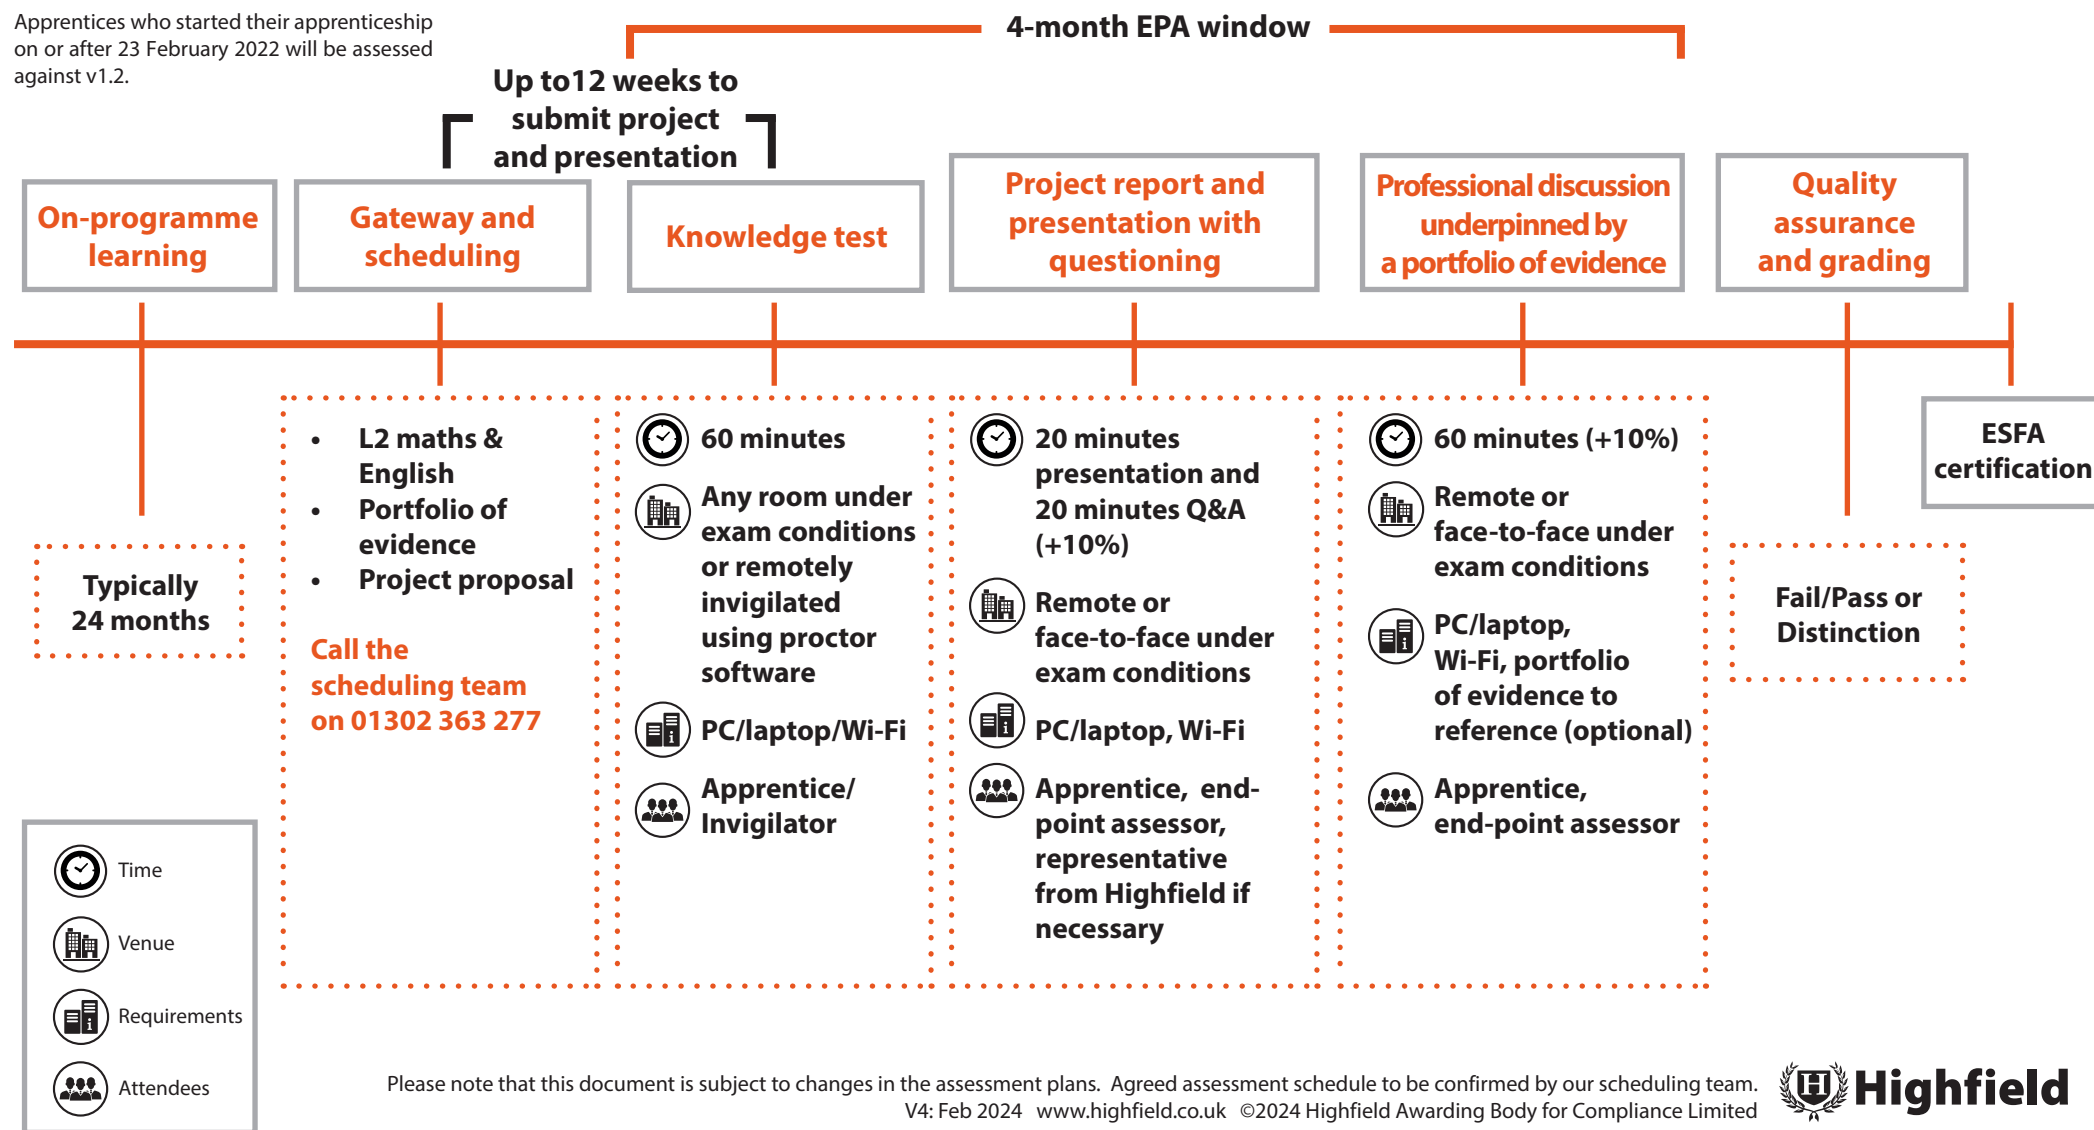 Apprentices who started their apprenticeship
on or after 23 February 2022 will be assessed
against v1.2.
4-month EPA window
Up to12 weeks to
submit project
and presentation
On-programme
learning
Gateway and
scheduling
Knowledge test
Project report and
presentation with
questioning
Professional discussion
underpinned by
a portfolio of evidence
Quality
assurance
and grading
Typically
24 months
• L2 maths &
English
• Portfolio of
evidence
• Project proposal
Call the
scheduling team
on 01302 363 277
60 minutes
Any room under
exam conditions
or remotely
invigilated
using proctor
software
PC/laptop/Wi-Fi
Apprentice/
Invigilator
20 minutes
presentation and
20 minutes Q&A
(+10%)
Remote or
face-to-face under
exam conditions
PC/laptop, Wi-Fi
Apprentice, end-
point assessor,
representative
from Highfield if
necessary
60 minutes (+10%)
Remote or
face-to-face under
exam conditions
PC/laptop,
Wi-Fi, portfolio
of evidence to
reference (optional)
Apprentice,
end-point assessor
Fail/Pass or
Distinction
ESFA
certification
Time
Venue
Requirements
Attendees
Please note that this document is subject to changes in the assessment plans. Agreed assessment schedule to be confirmed by our scheduling team.
V4: Feb 2024 www.highfield.co.uk ©2024 Highfield Awarding Body for Compliance Limited
H Highfield